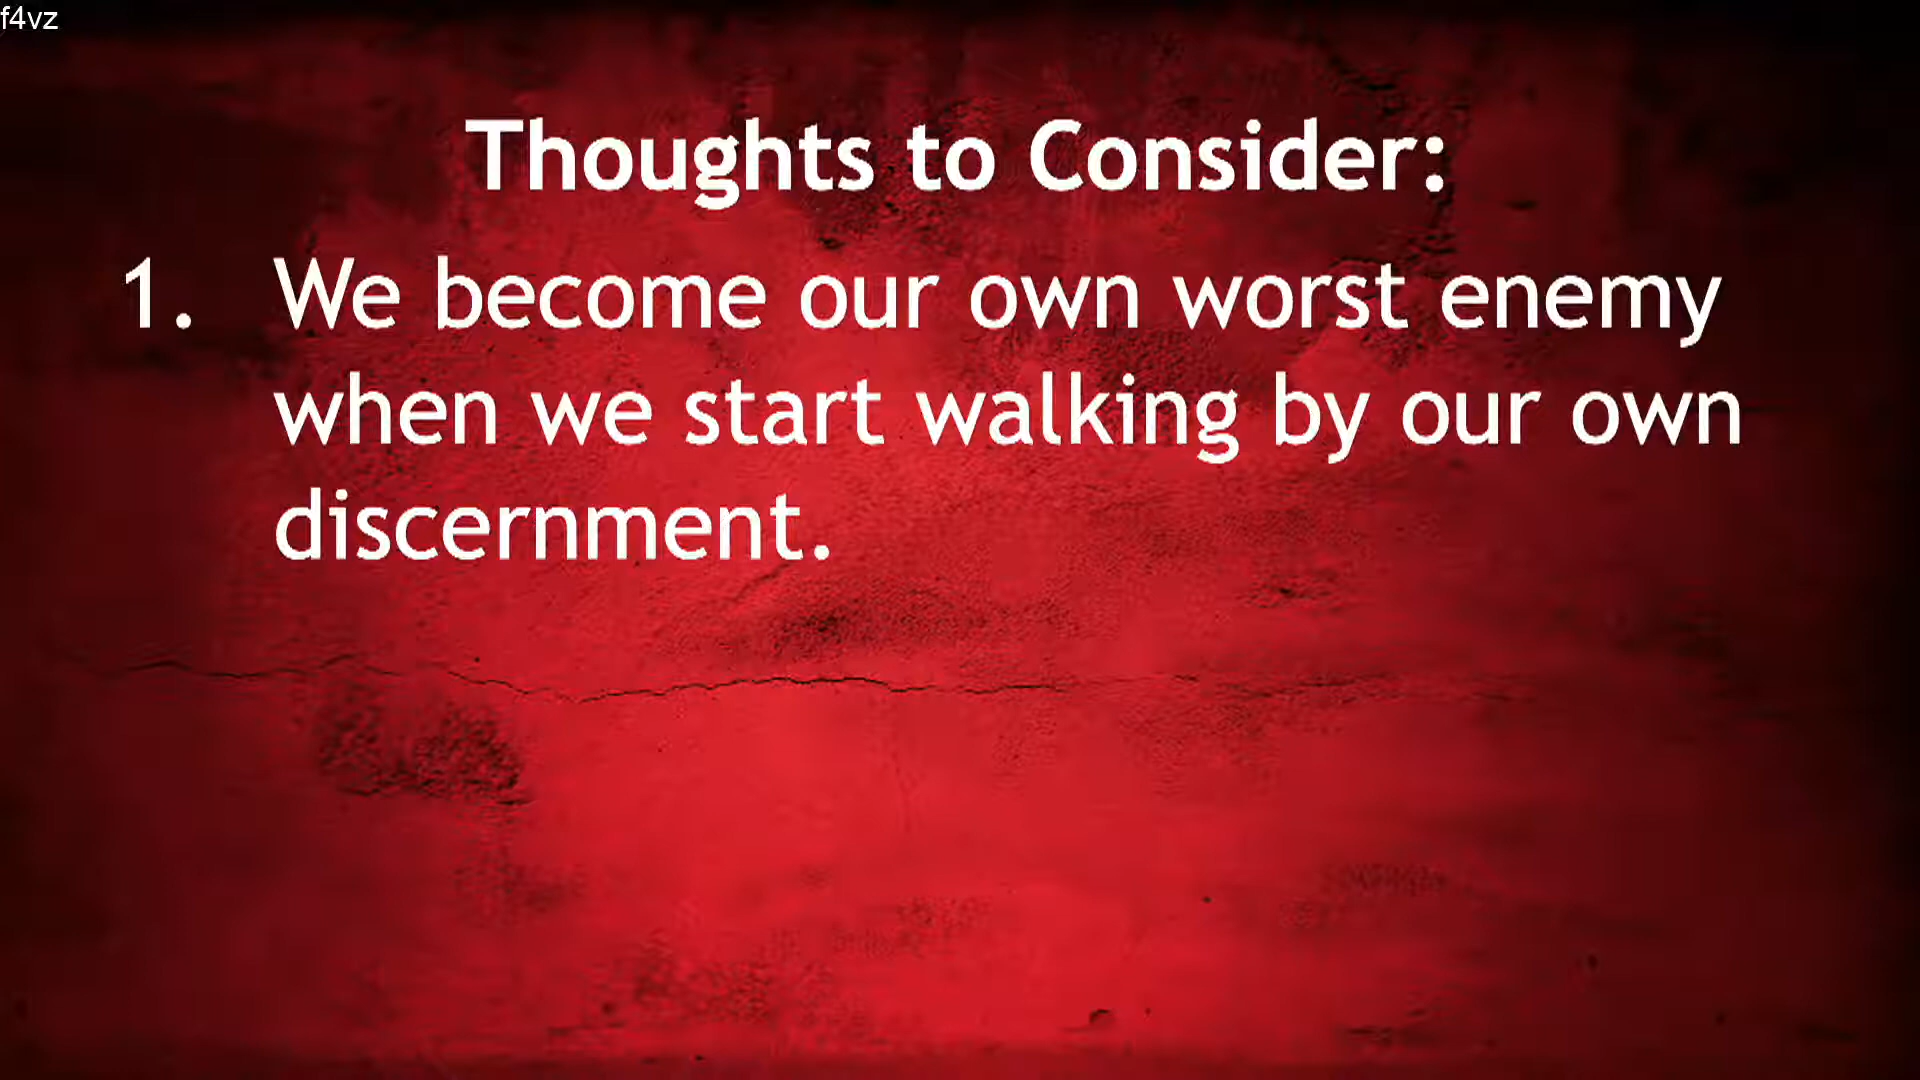 f4vz
Thoughts to Consider:
1. We become our own worst enemy
when we start walking by our own
discernment.